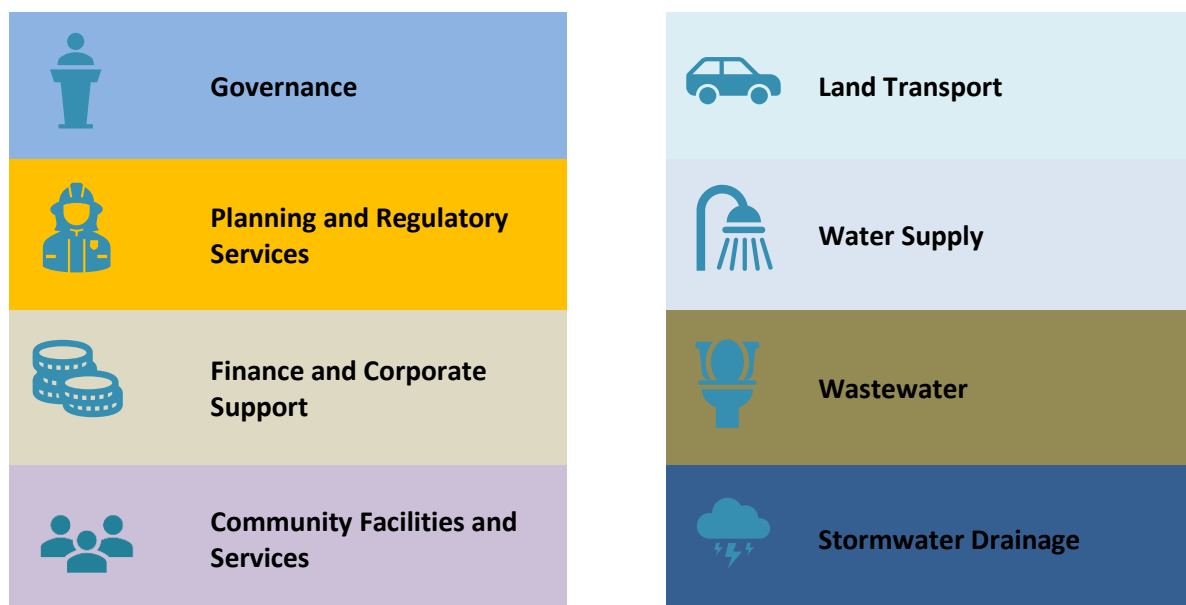 Governance
Planning and Regulatory
Services
Finance and Corporate
Support
Community Facilities and
Services
Land Transport
Water Supply
Wastewater
Stormwater Drainage